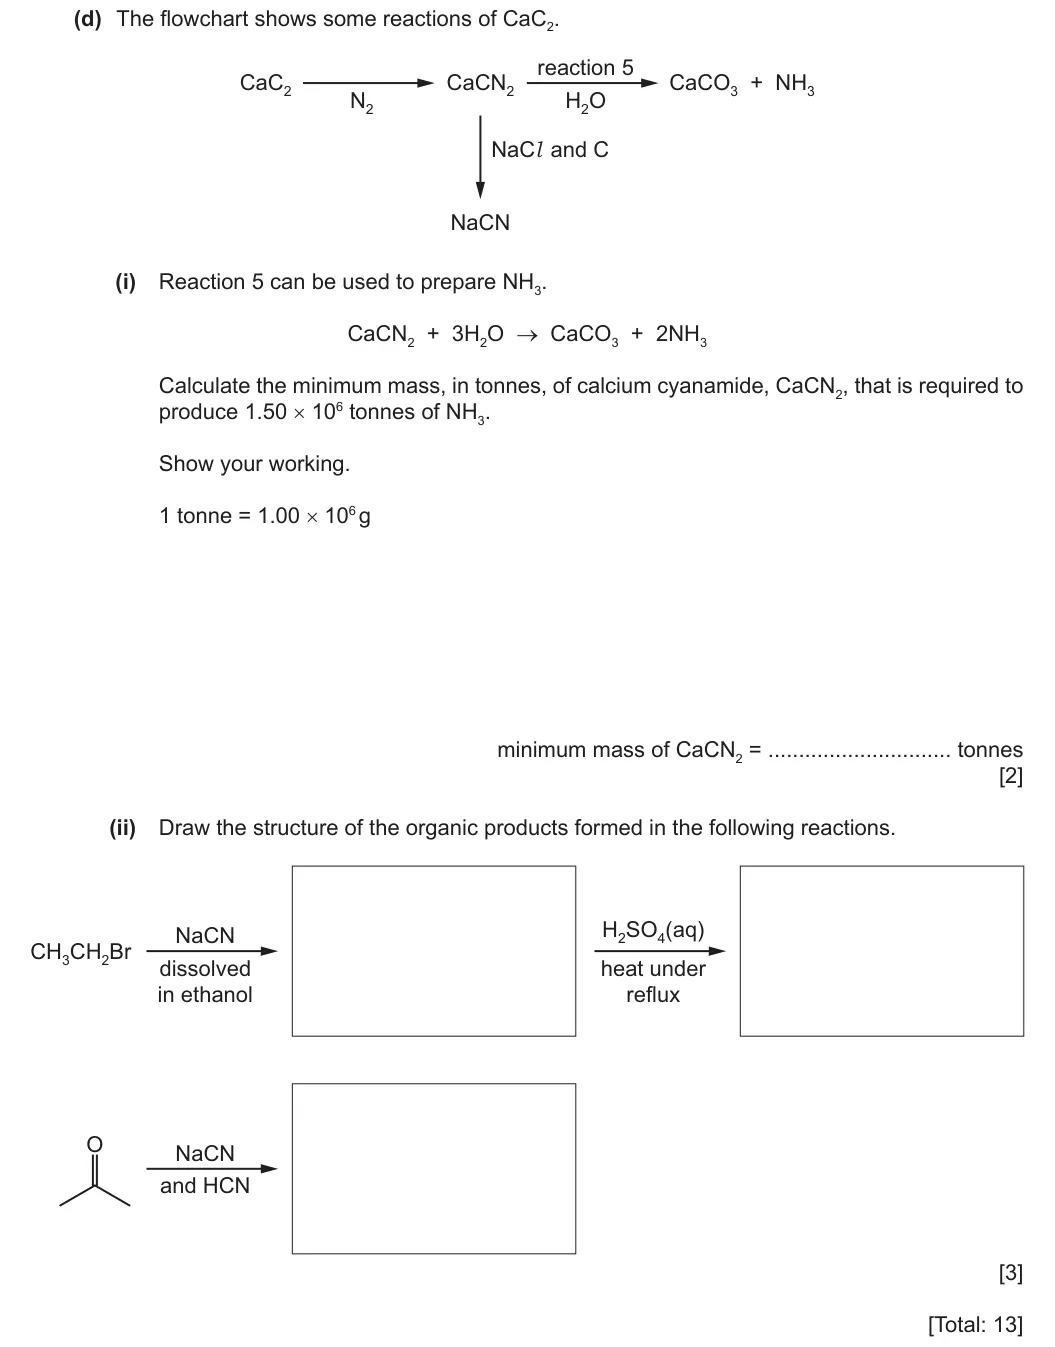 (d) The flowchart shows some reactions of CaC₂.
reaction 5
CaC₂ CaCN₂ CaCO₃ + NH₃
N₂ H₂O
NaCl and C
NaCN
(i) Reaction 5 can be used to prepare NH₃.
CaCN₂ + 3H₂O → CaCO₃ + 2NH₃
Calculate the minimum mass, in tonnes, of calcium cyanamide, CaCN₂, that is required to
produce 1.50 × 10⁶ tonnes of NH₃.
Show your working.
1 tonne = 1.00 × 10⁶ g
minimum mass of CaCN₂ = .............................. tonnes
[2]
(ii) Draw the structure of the organic products formed in the following reactions.
CH₃CH₂Br
NaCN
dissolved
in ethanol
H₂SO₄(aq)
heat under
reflux
O
NaCN
and HCN
[3]
[Total: 13]